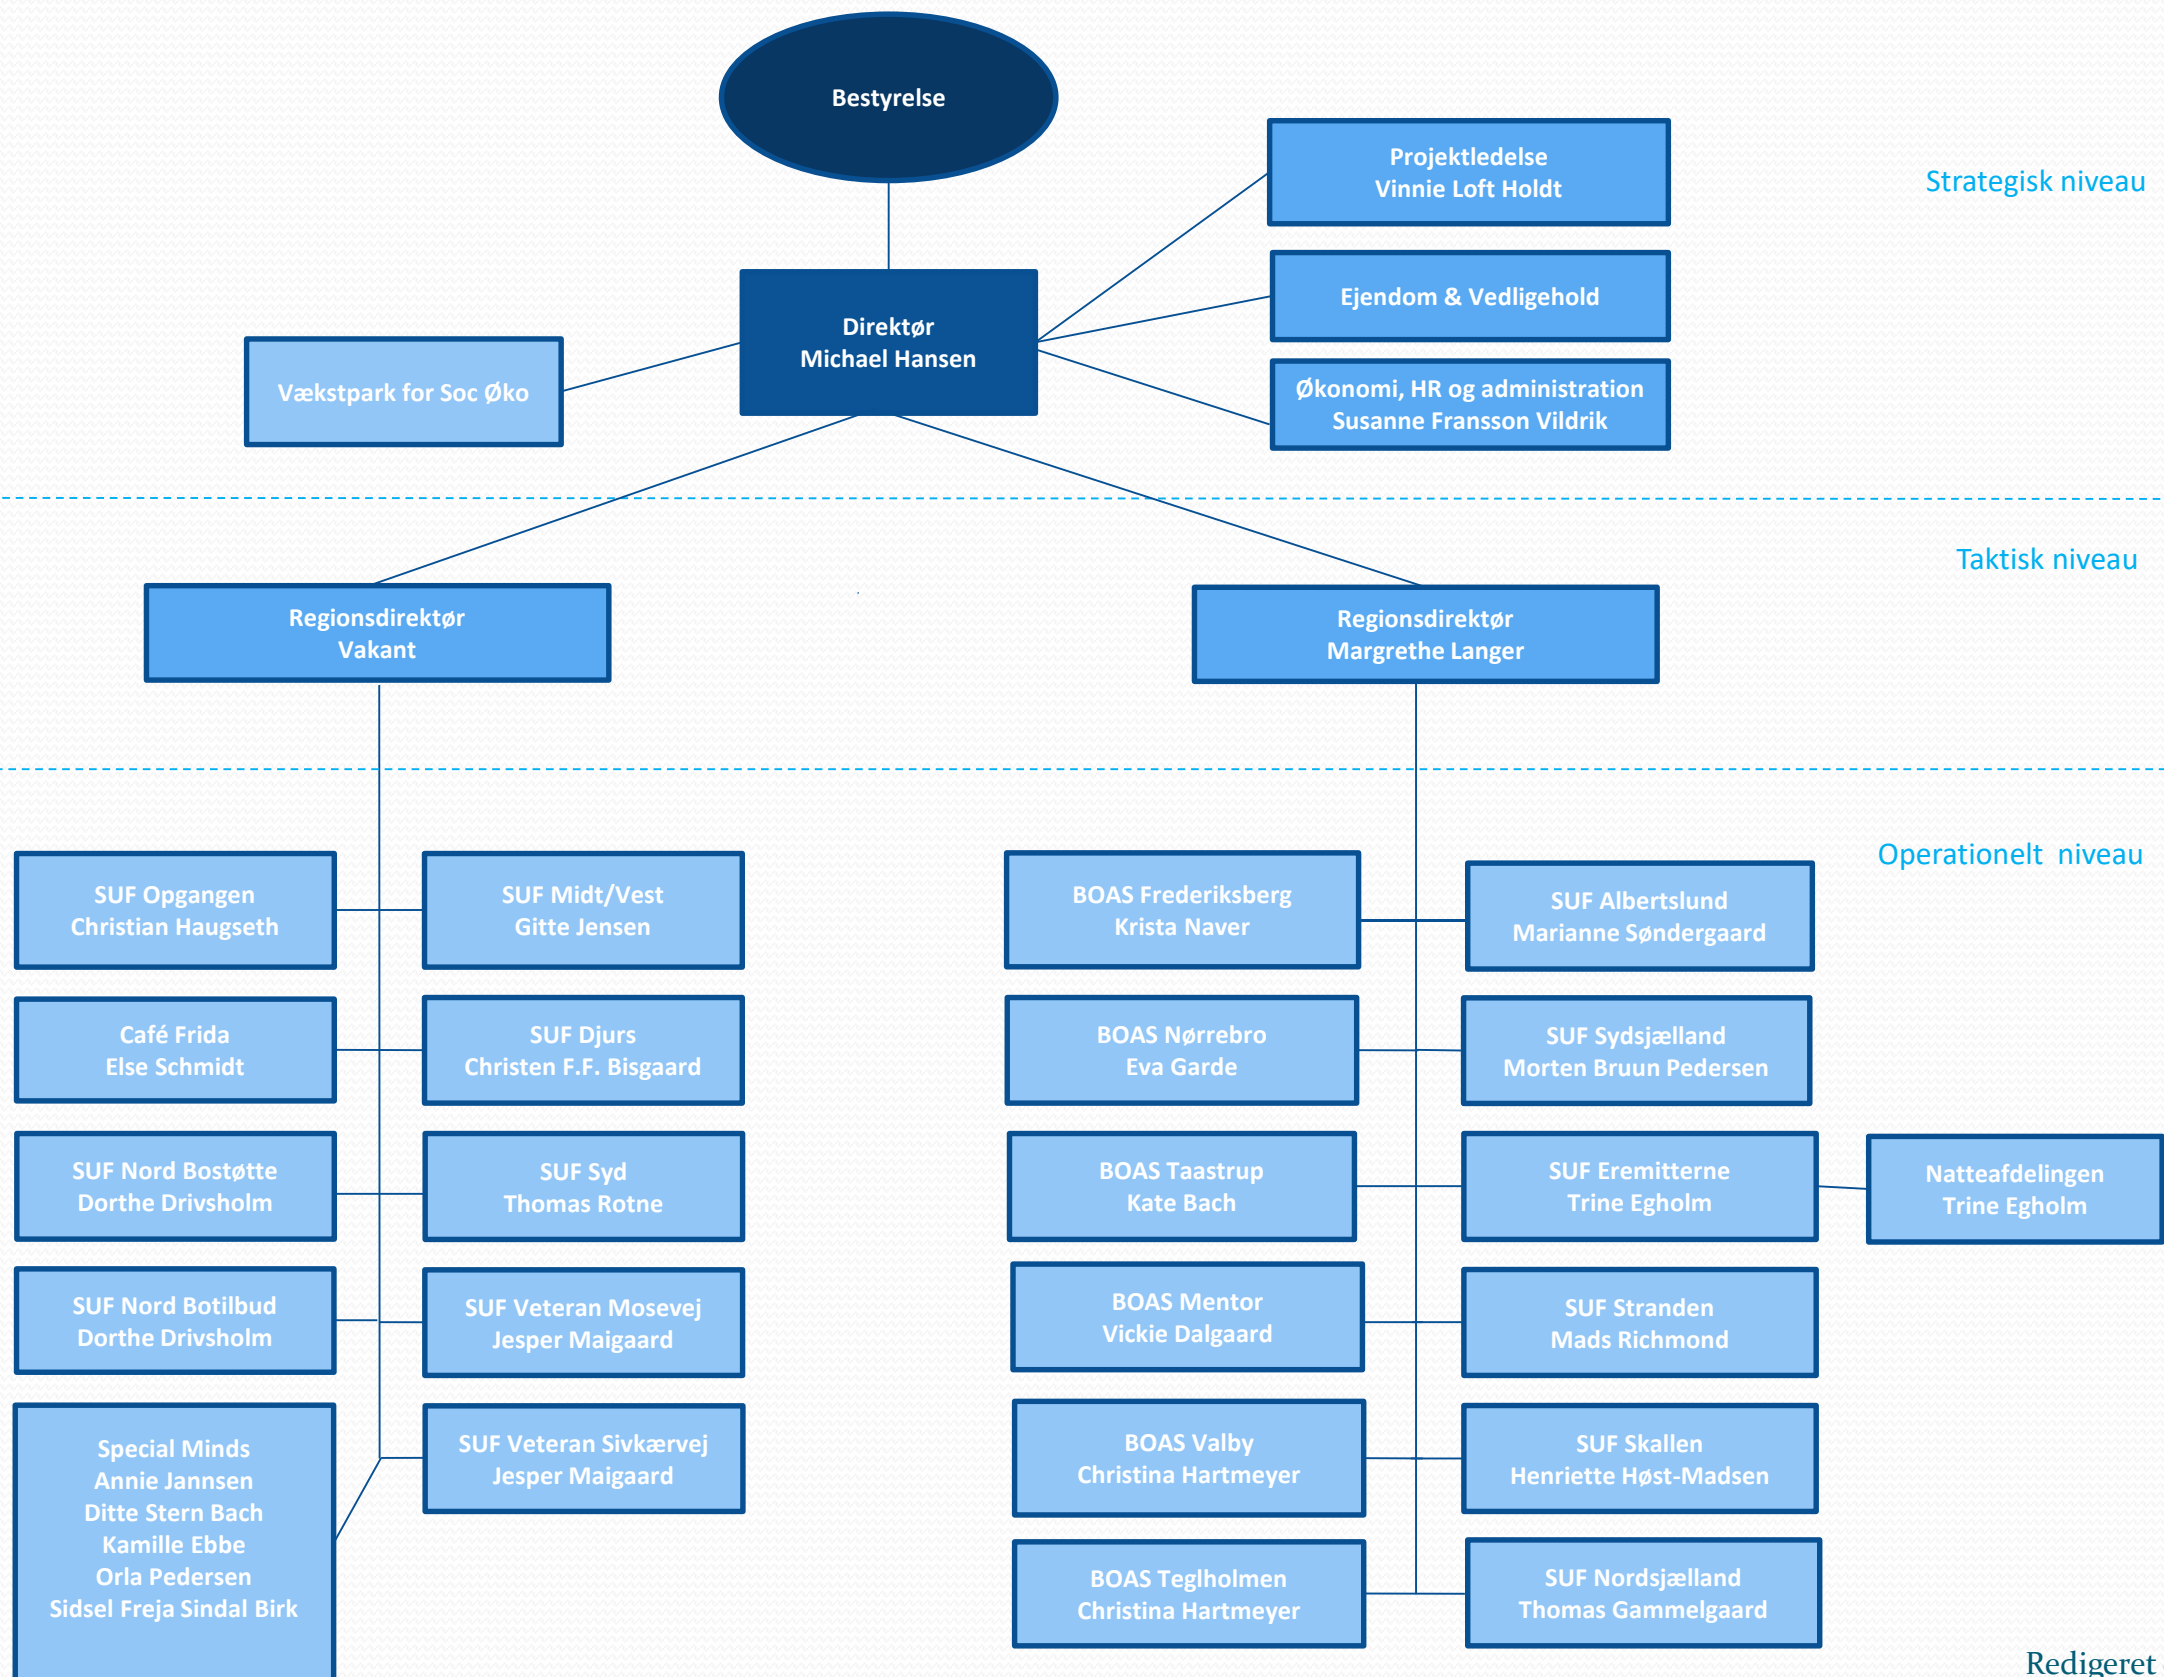 Bestyrelse
Projektledelse
Vinnie Loft Holdt
Strategisk niveau
Ejendom & Vedligehold
Direktør
Michael Hansen
Vækstpark for Soc Øko
Økonomi, HR og administration
Susanne Fransson Vildrik
Taktisk niveau
Regionsdirektør
Vakant
Regionsdirektør
Margrethe Langer
Operationelt niveau
SUF Opgangen
Christian Haugseth
SUF Midt/Vest
Gitte Jensen
BOAS Frederiksberg
Krista Naver
SUF Albertslund
Marianne Søndergaard
Café Frida
Else Schmidt
SUF Djurs
Christen F.F. Bisgaard
BOAS Nørrebro
Eva Garde
SUF Sydsjælland
Morten Bruun Pedersen
SUF Nord Bostøtte
Dorthe Drivsholm
SUF Syd
Thomas Rotne
BOAS Taastrup
Kate Bach
SUF Eremitterne
Trine Egholm
Natteafdelingen
Trine Egholm
SUF Nord Botilbud
Dorthe Drivsholm
SUF Veteran Mosevej
Jesper Maigaard
BOAS Mentor
Vickie Dalgaard
SUF Stranden
Mads Richmond
Special Minds
Annie Jannsen
Ditte Stern Bach
Kamille Ebbe
Orla Pedersen
Sidsel Freja Sindal Birk
SUF Veteran Sivkærvej
Jesper Maigaard
BOAS Valby
Christina Hartmeyer
SUF Skallen
Henriette Høst-Madsen
BOAS Teglholmen
Christina Hartmeyer
SUF Nordsjælland
Thomas Gammelgaard
Redigeret